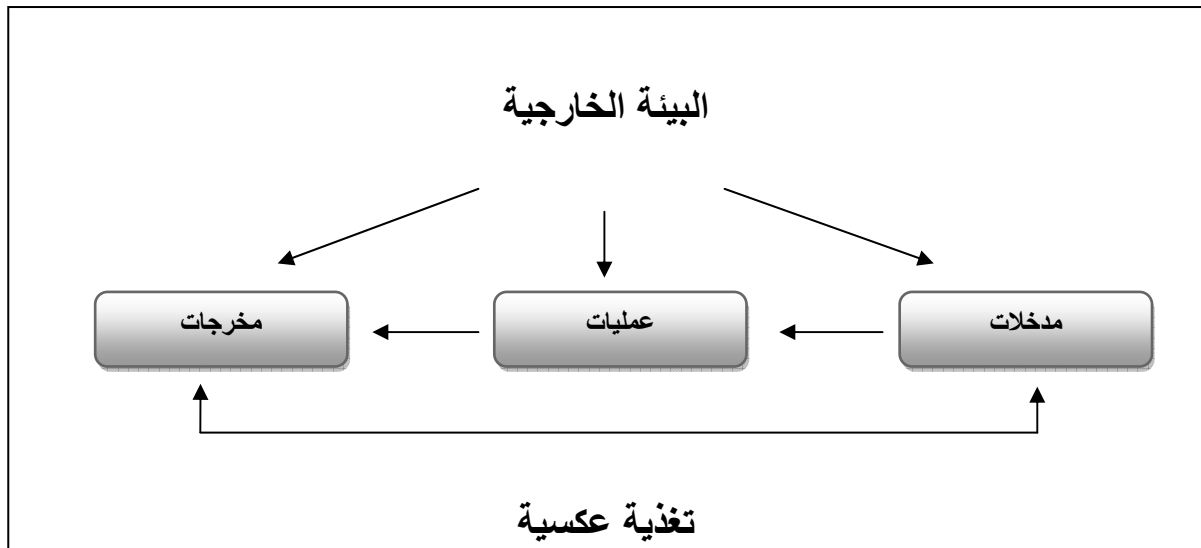 البيئة الخارجية
مدخلات
عمليات
مخرجات
تغذية عكسية